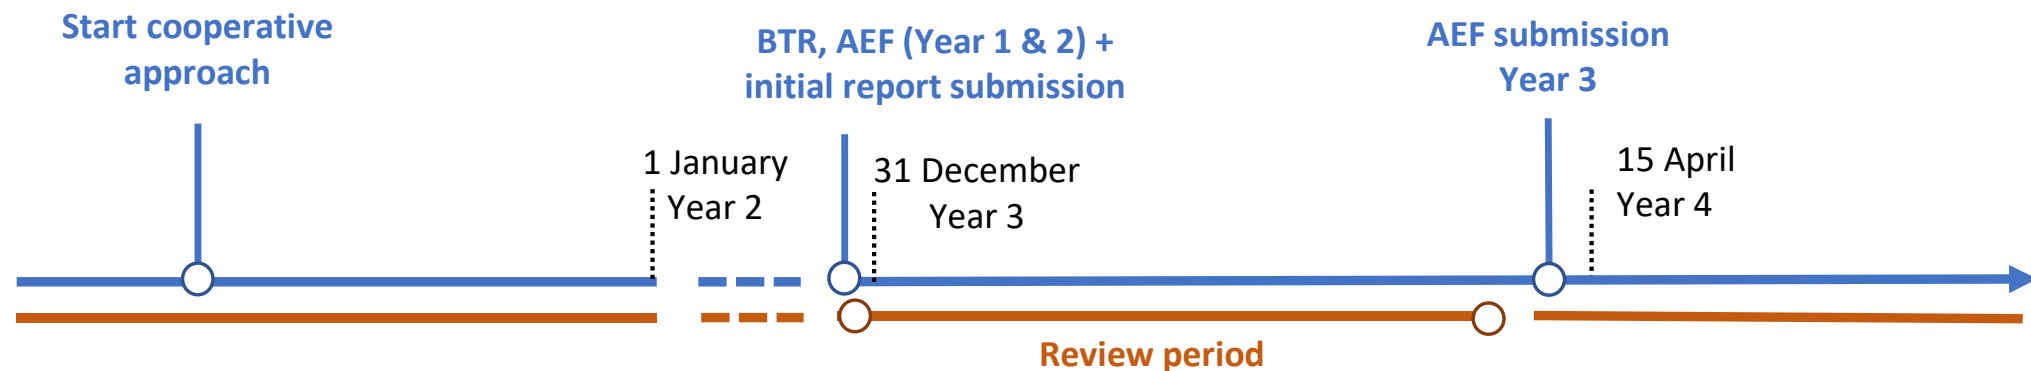 Start cooperative
approach
BTR, AEF (Year 1 & 2) +
initial report submission
AEF submission
Year 3
1 January
Year 2
31 December
Year 3
15 April
Year 4
Review period